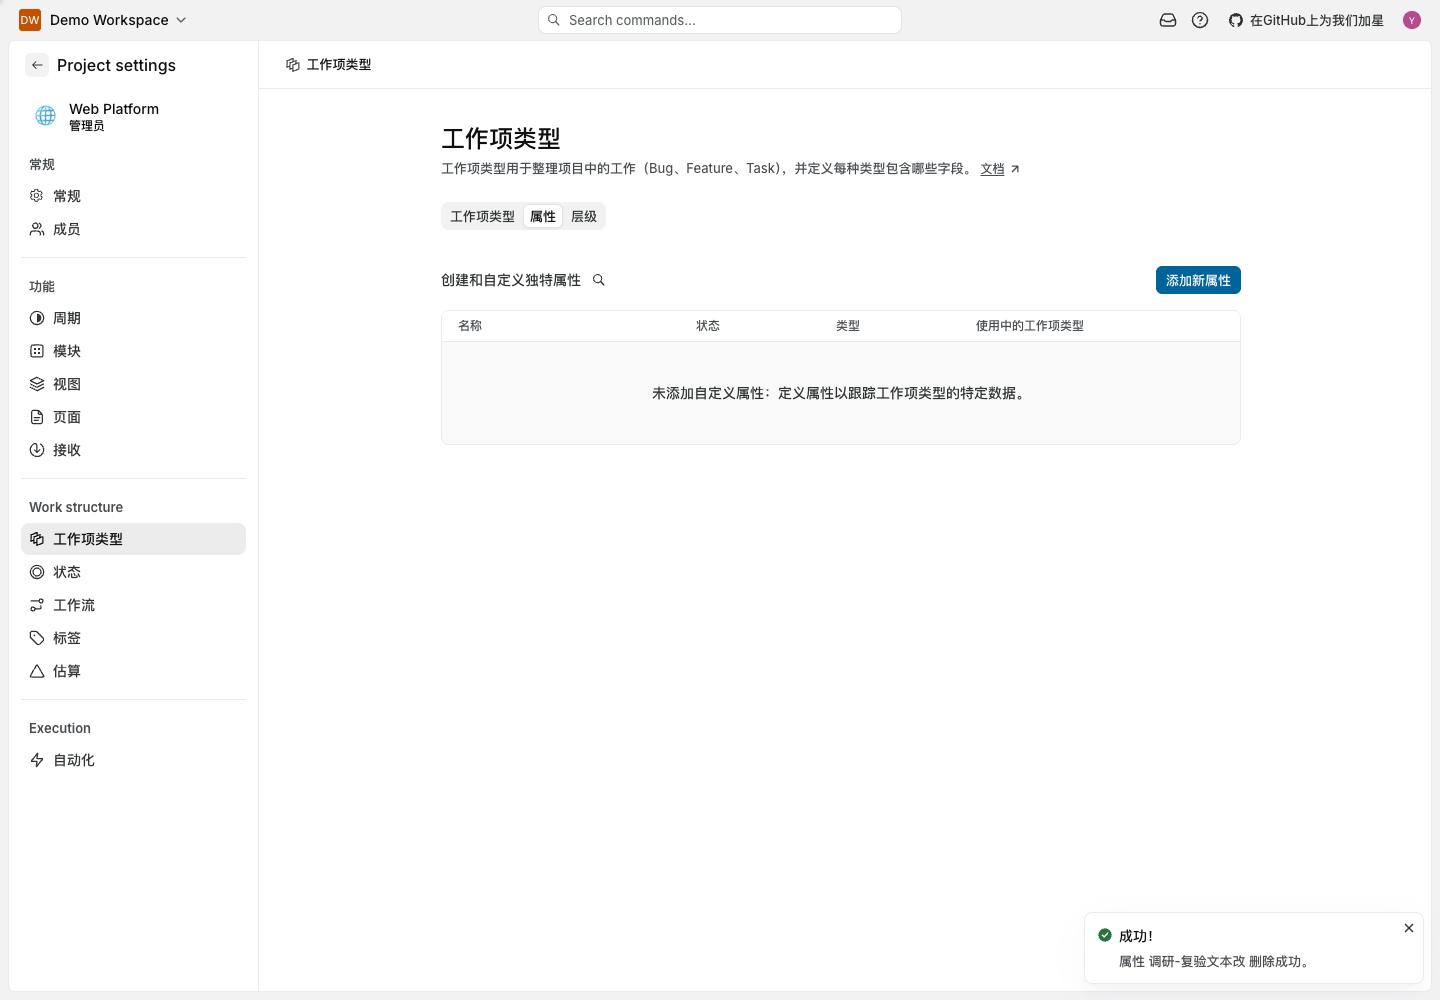 DW Demo Workspace
Search commands...
在GitHub上为我们加星
Y
Project settings
Web Platform
管理员
常规
常规
成员
功能
周期
模块
视图
页面
接收
Work structure
工作项类型
状态
工作流
标签
估算
Execution
自动化
工作项类型
工作项类型
工作项类型用于整理项目中的工作（Bug、Feature、Task），并定义每种类型包含哪些字段。 文档
工作项类型 属性 层级
创建和自定义独特属性
添加新属性
名称 状态 类型 使用中的工作项类型
未添加自定义属性：定义属性以跟踪工作项类型的特定数据。
成功！
属性 调研-复验文本改 删除成功。